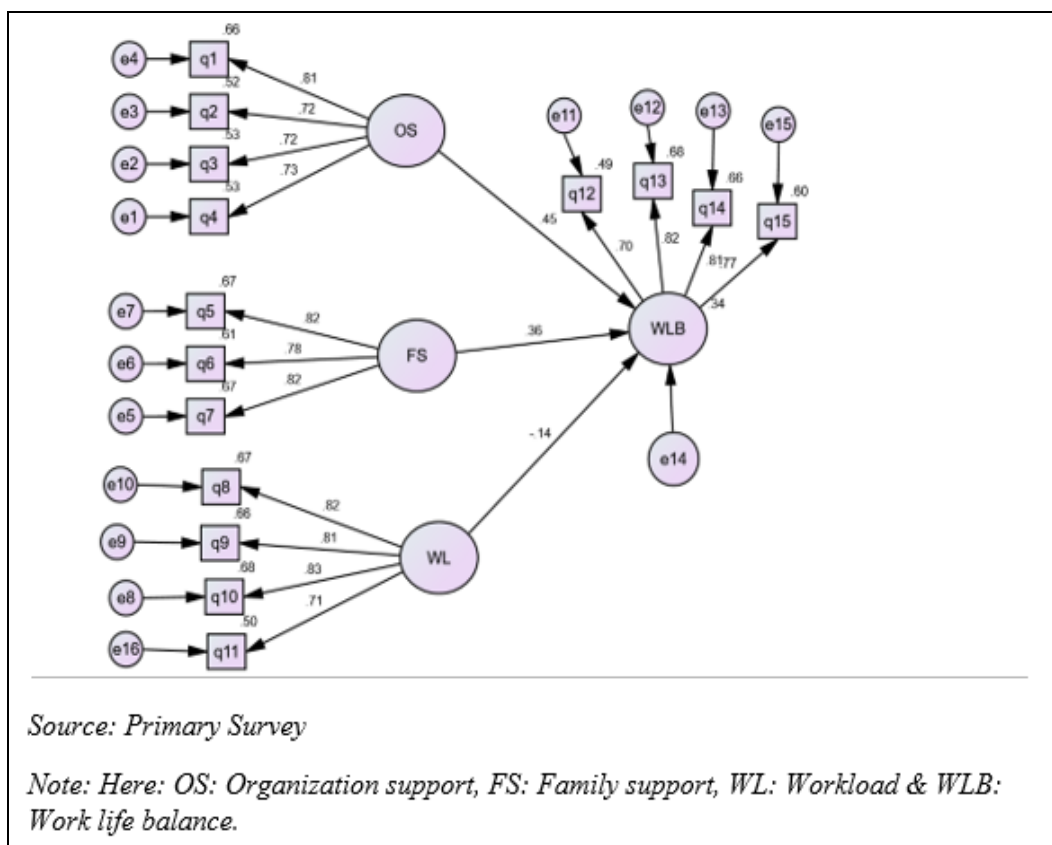 .66
e4 q1
.81
.52
e3 q2 .72
OS
.53
e2 q3 .72
.73
.53
e1 q4
e11 e12 e13 e15
.49 .66 .66 .60
q12 q13 q14 q15
.45
.70 .82 .81 .77
.34
WLB
e14
.67
e7 q5
.82
.61
e6 q6 .78
FS
.36
.67
.82
e5 q7
-.14
.67
e10 q8
.82
.66
e9 q9 .81
WL
.68
.83
e8 q10
.71
.50
e16 q11
Source: Primary Survey
Note: Here: OS: Organization support, FS: Family support, WL: Workload & WLB:
Work life balance.